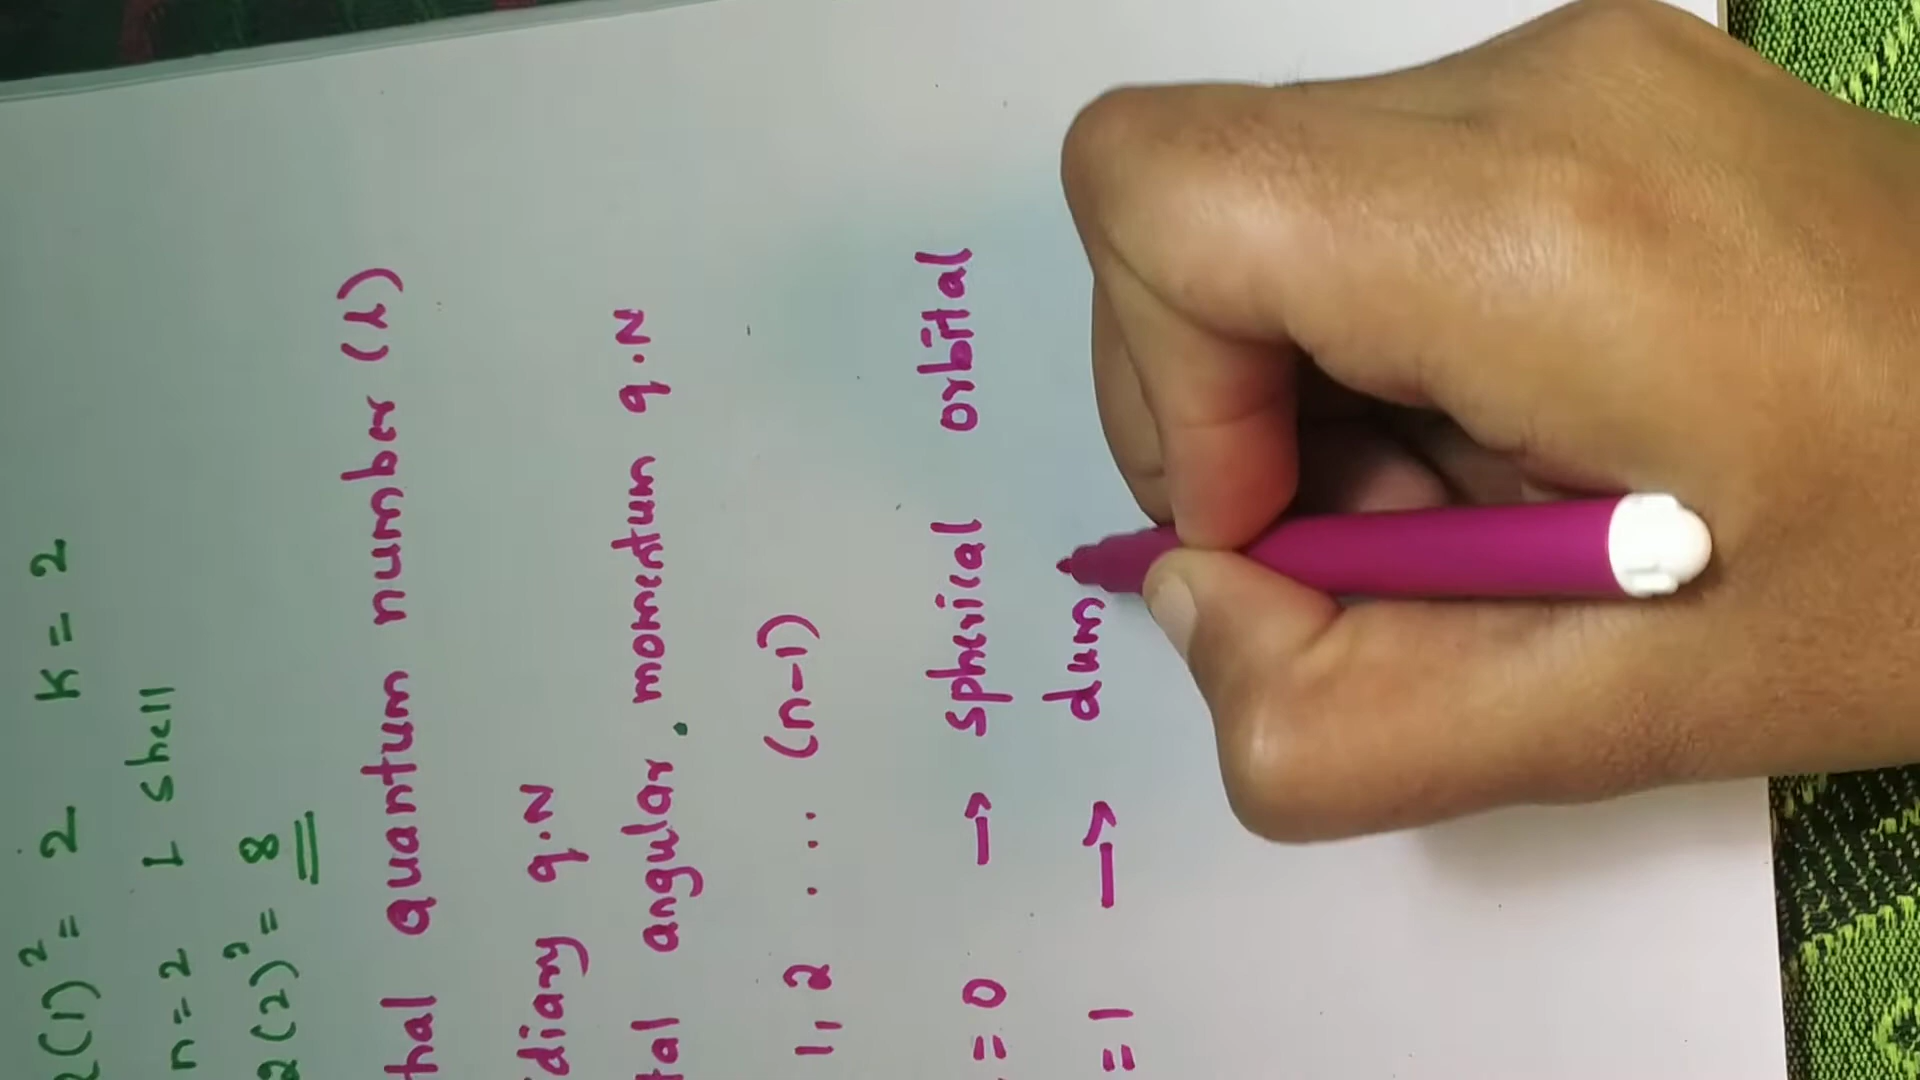 2(1)² = 2 K = 2
n = 2 L shell
2(2)² = 8
thal quantum number (l)
diary q.N
tal angular momentum q.N
1, 2 .... (n-1)
= 0 → spherical orbital
= 1 → dum